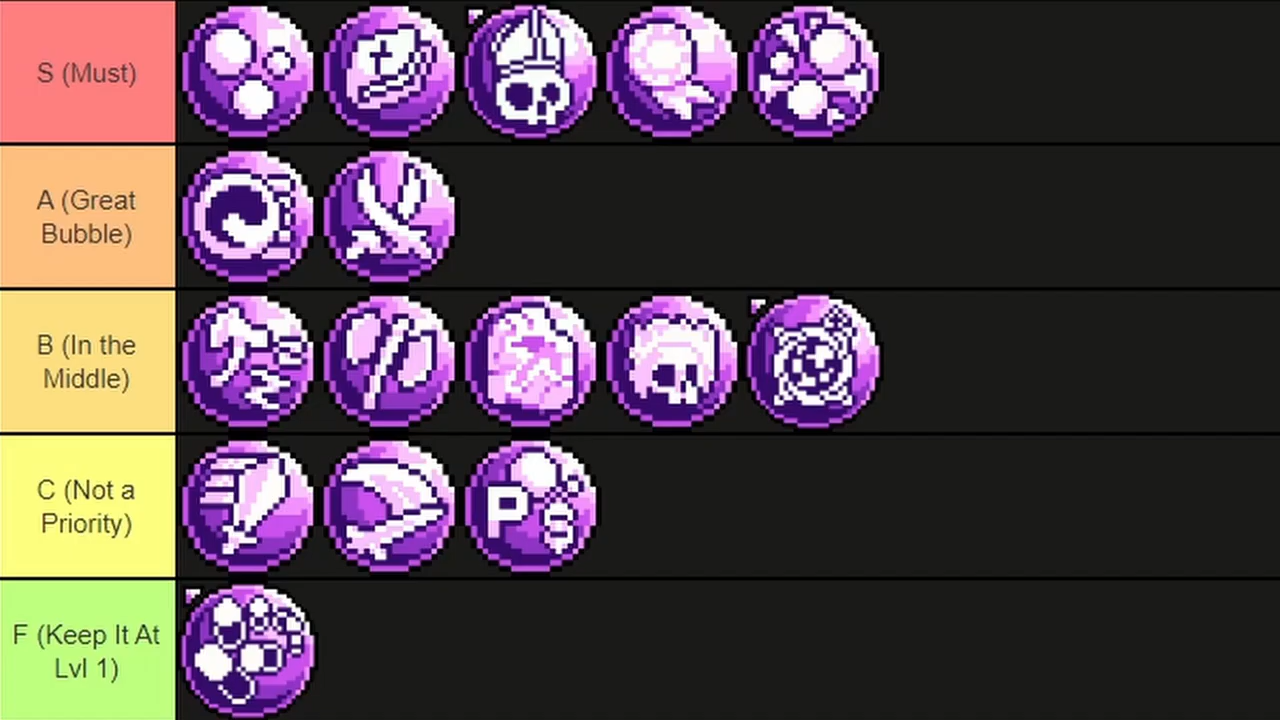 S (Must)
A (Great
Bubble)
B (In the
Middle)
C (Not a
Priority)
P $
F (Keep It At
Lvl 1)